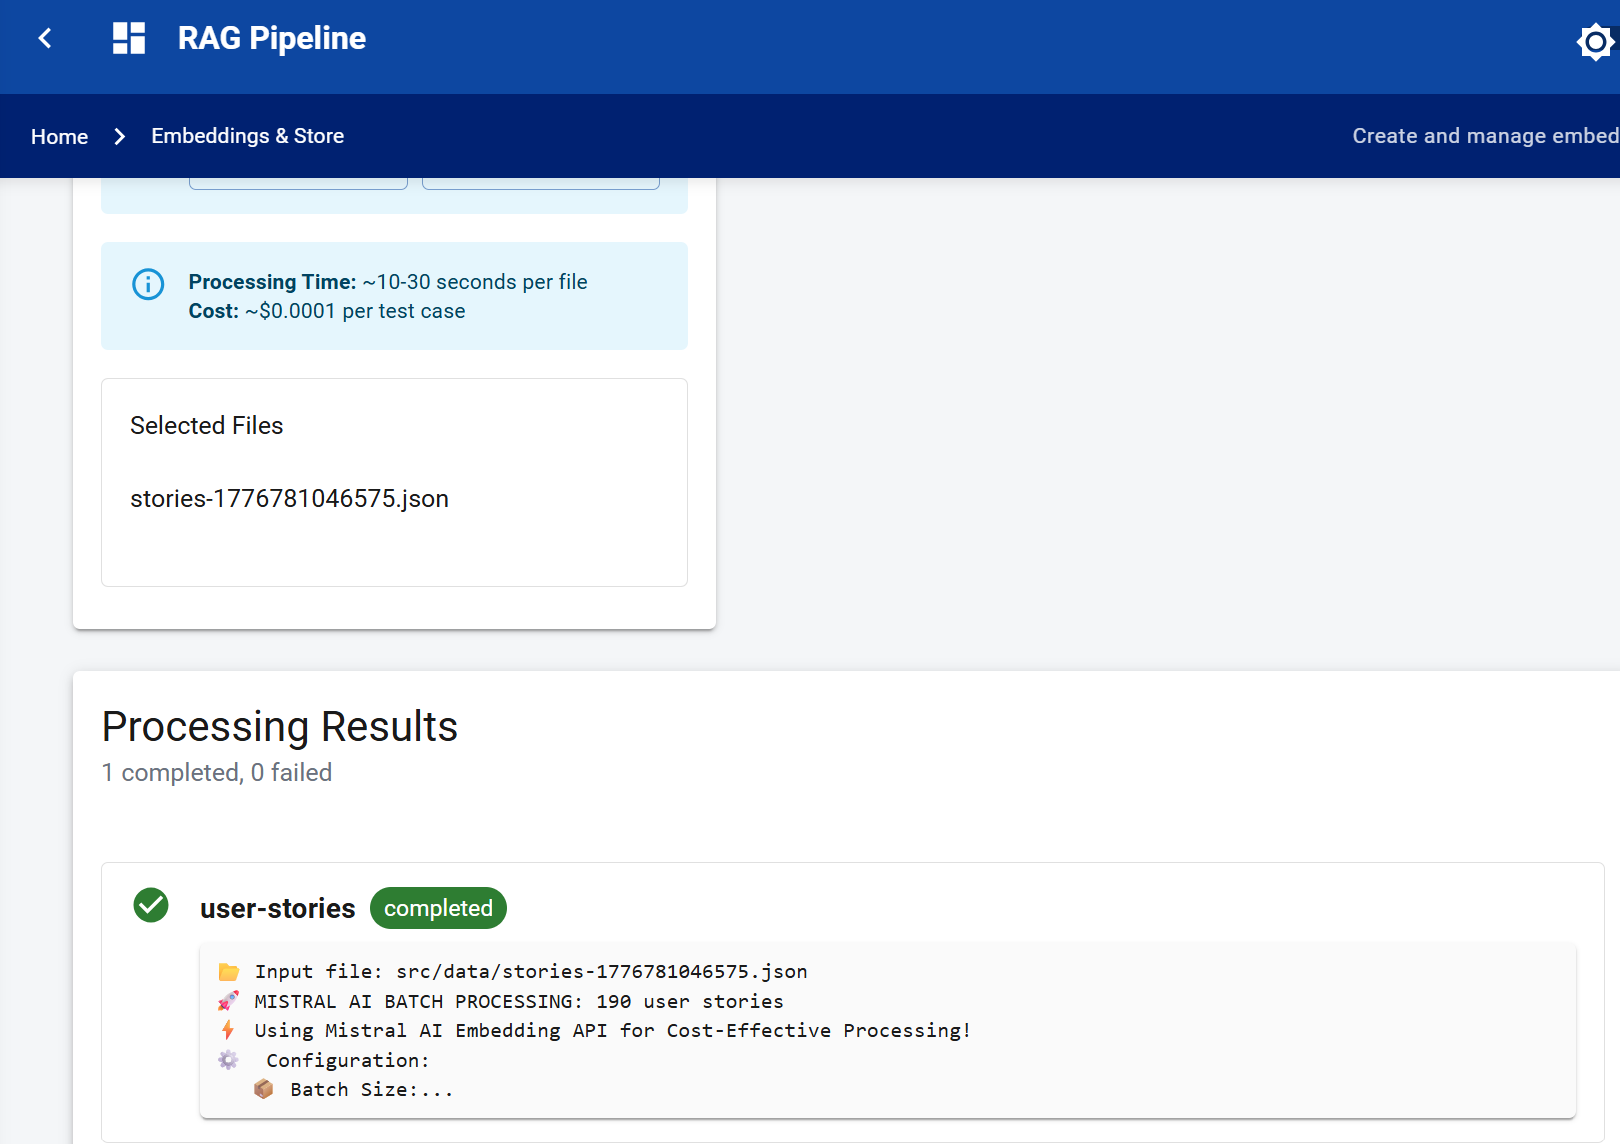 RAG Pipeline
Home > Embeddings & Store
Create and manage embed
Processing Time: ~10-30 seconds per file
Cost: ~$0.0001 per test case
Selected Files
stories-1776781046575.json
Processing Results
1 completed, 0 failed
user-stories completed
Input file: src/data/stories-1776781046575.json
MISTRAL AI BATCH PROCESSING: 190 user stories
Using Mistral AI Embedding API for Cost-Effective Processing!
Configuration:
Batch Size:...